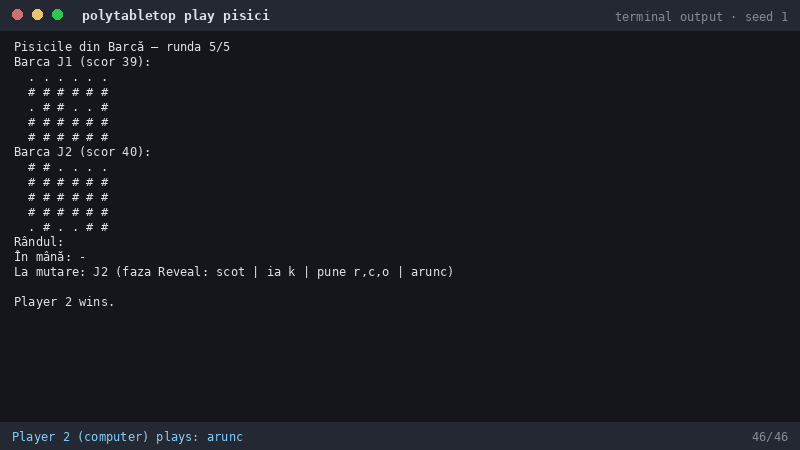 polytabletop play pisici
terminal output · seed 1
Pisicile din Barcă — runda 5/5
Barca J1 (scor 39):
. . . . . .
# # # # # #
. # # . . #
# # # # # #
# # # # # #
Barca J2 (scor 40):
# # . . . .
# # # # # #
# # # # # #
# # # # # #
. # . . # #
Rândul:
În mână: -
La mutare: J2 (faza Reveal: scot | ia k | pune r,c,o | arunc)
Player 2 wins.
Player 2 (computer) plays: arunc
46/46